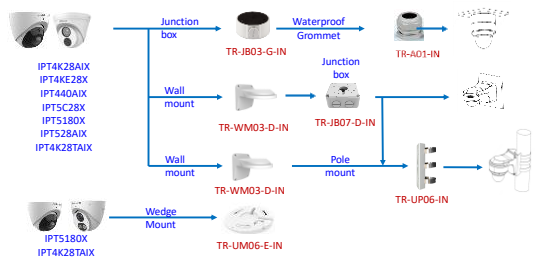 Junction
box
Waterproof
Grommet
TR-JB03-G-IN
TR-A01-IN
IPT4K28AIX
IPT4KE28X
IPT440AIX
IPT5C28X
IPT5180X
IPT528AIX
IPT4K28TAIX
Wall
mount
Junction
box
TR-WM03-D-IN
TR-JB07-D-IN
Wall
mount
Pole
mount
TR-WM03-D-IN
TR-UP06-IN
Wedge
Mount
IPT5180X
IPT4K28TAIX
TR-UM06-E-IN